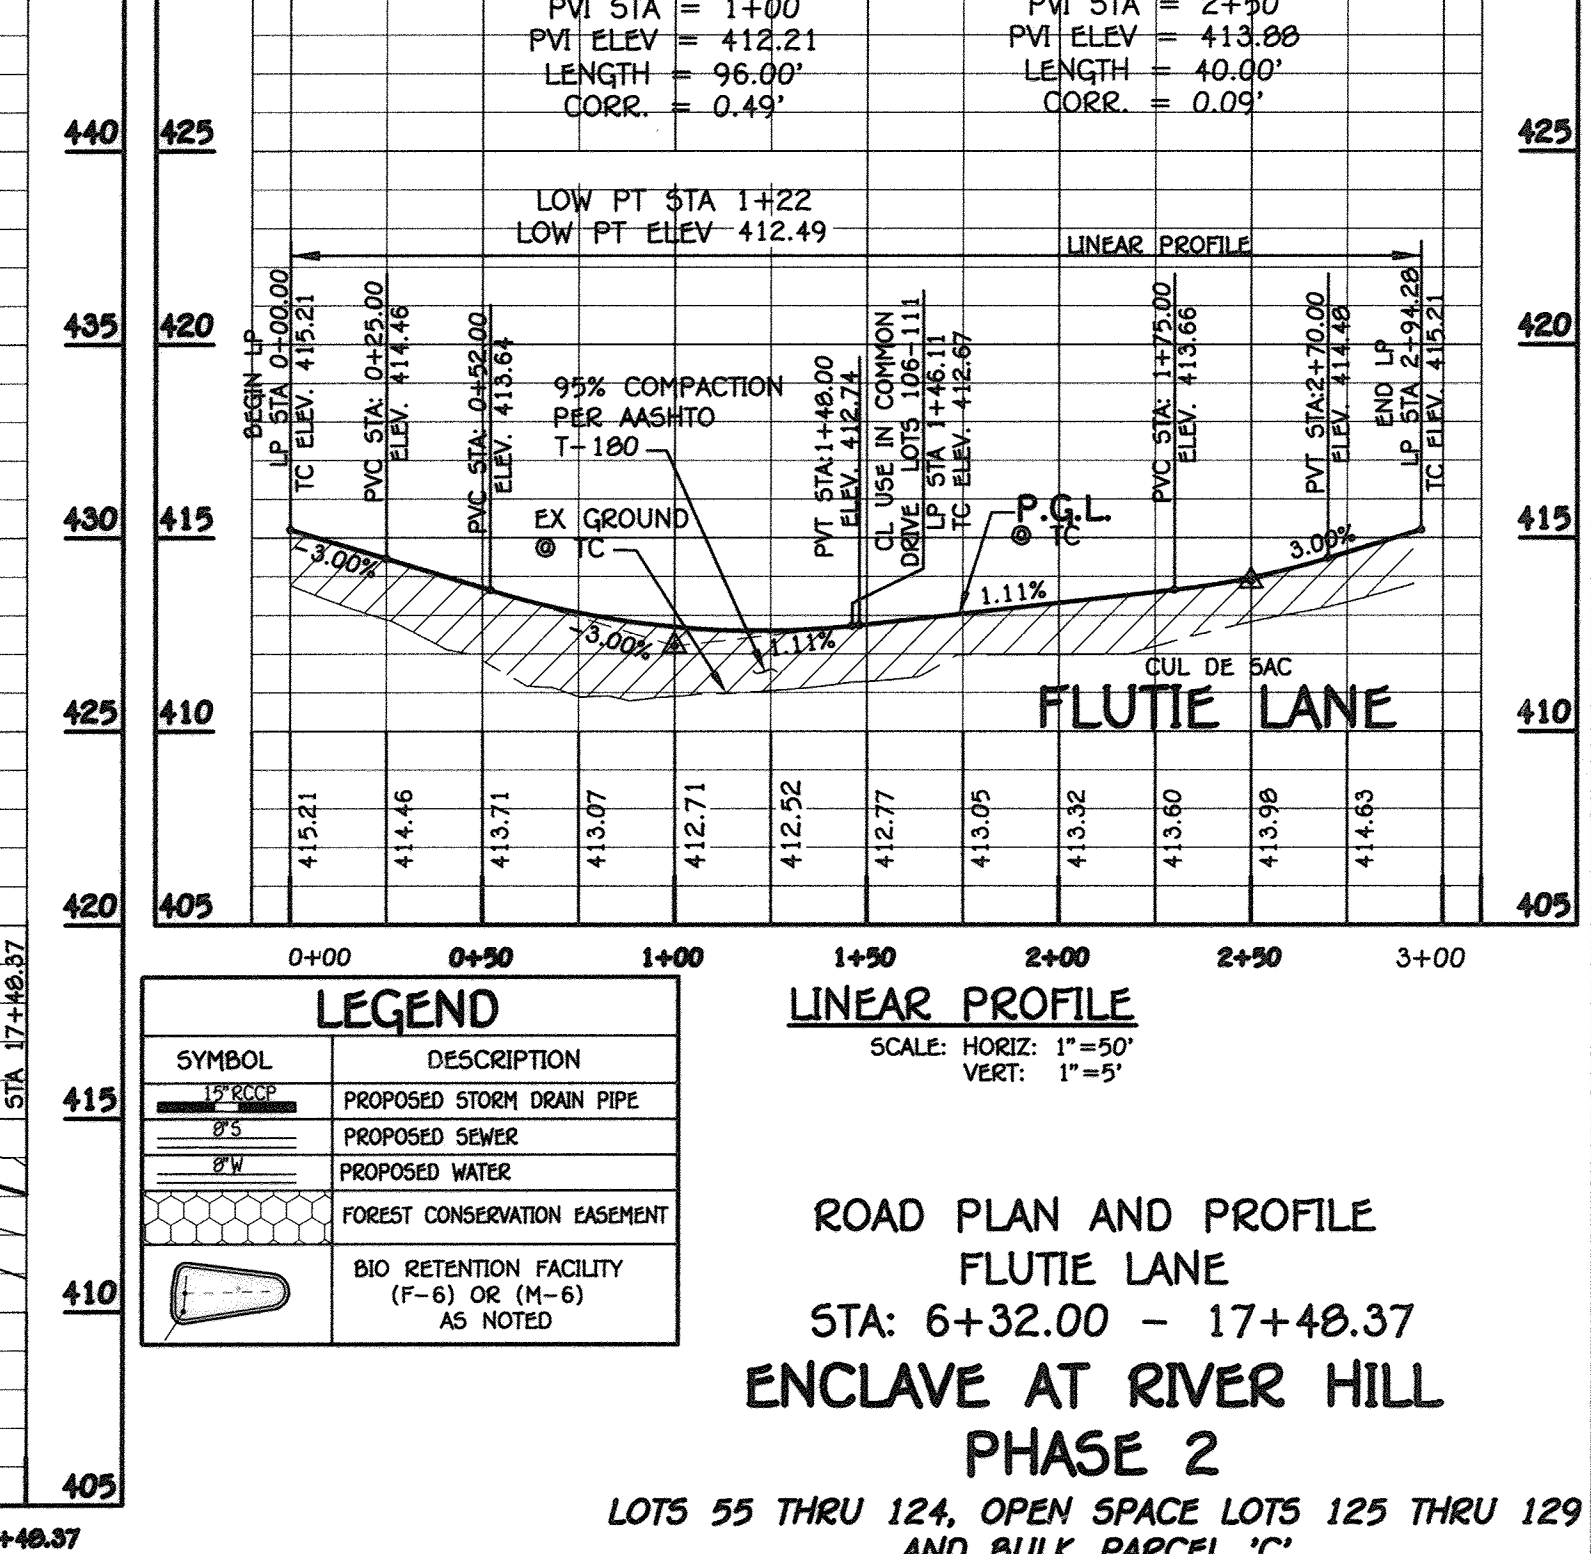 PVI STA = 1+00
PVI ELEV = 412.21
LENGTH = 96.00'
CORR. = 0.49'
PVI STA = 2+50
PVI ELEV = 413.88
LENGTH = 40.00'
CORR. = 0.09'
440
435
430
425
420
415
410
405
425
420
415
410
405
425
420
415
410
405
LOW PT STA 1+22
LOW PT ELEV 412.49
LINEAR PROFILE
BEGIN LP
LP STA 0+00.00
TC ELEV. 415.21
PVC STA: 0+25.00
ELEV. 414.46
PVC STA: 0+52.00
ELEV. 413.64
95% COMPACTION
PER AASHTO
T-180
EX GROUND
@ TC
PVT STA:1+48.00
ELEV. 412.74
CL USE IN COMMON
DRIVE LOTS 106-111
LP STA 1+46.11
TC ELEV. 412.67
P.G.L.
@ TC
PVC STA: 1+75.00
ELEV. 413.66
PVT STA:2+70.00
ELEV 414.48
END LP
LP STA 2+94.28
TC ELEV. 415.21
-3.00%
-3.00%
1.11%
1.11%
3.00%
CUL DE SAC
FLUTIE LANE
415.21
414.46
413.71
413.07
412.71
412.52
412.77
413.05
413.32
413.60
413.98
414.63
0+00 0+50 1+00 1+50 2+00 2+50 3+00
STA 17+48.37
+48.37
LEGEND
SYMBOL DESCRIPTION
15"RCCP PROPOSED STORM DRAIN PIPE
8"S PROPOSED SEWER
8"W PROPOSED WATER
FOREST CONSERVATION EASEMENT
BIO RETENTION FACILITY
(F-6) OR (M-6)
AS NOTED
LINEAR PROFILE
SCALE: HORIZ: 1"=50'
VERT: 1"=5'
ROAD PLAN AND PROFILE
FLUTIE LANE
STA: 6+32.00 - 17+48.37
ENCLAVE AT RIVER HILL
PHASE 2
LOTS 55 THRU 124, OPEN SPACE LOTS 125 THRU 129
AND BULK PARCEL 'C'